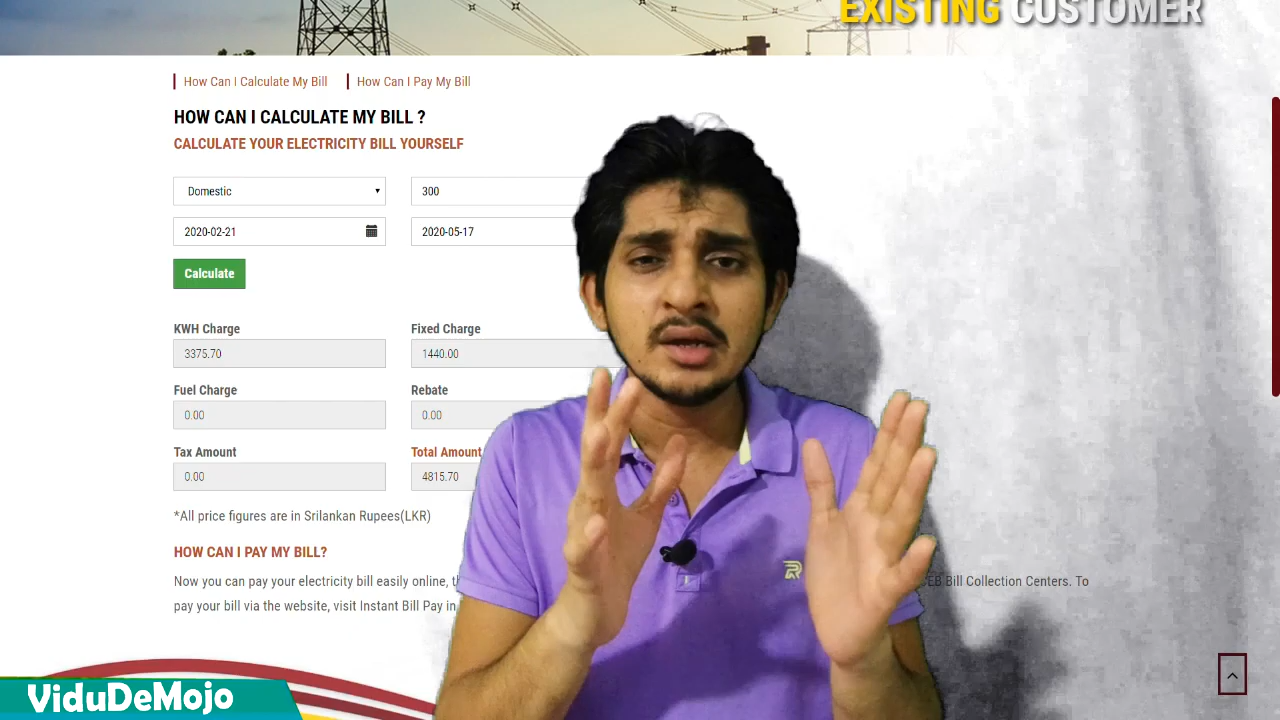 EXISTING CUSTOMER
How Can I Calculate My Bill
How Can I Pay My Bill
HOW CAN I CALCULATE MY BILL ?
CALCULATE YOUR ELECTRICITY BILL YOURSELF
Domestic
300
2020-02-21
2020-05-17
Calculate
KWH Charge
Fixed Charge
3375.70
1440.00
Fuel Charge
Rebate
0.00
0.00
Tax Amount
Total Amount
0.00
4815.70
*All price figures are in Srilankan Rupees(LKR)
HOW CAN I PAY MY BILL?
Now you can pay your electricity bill easily online, Bill Collection Centers. To
pay your bill via the website, visit Instant Bill Pay in
ViduDeMojo